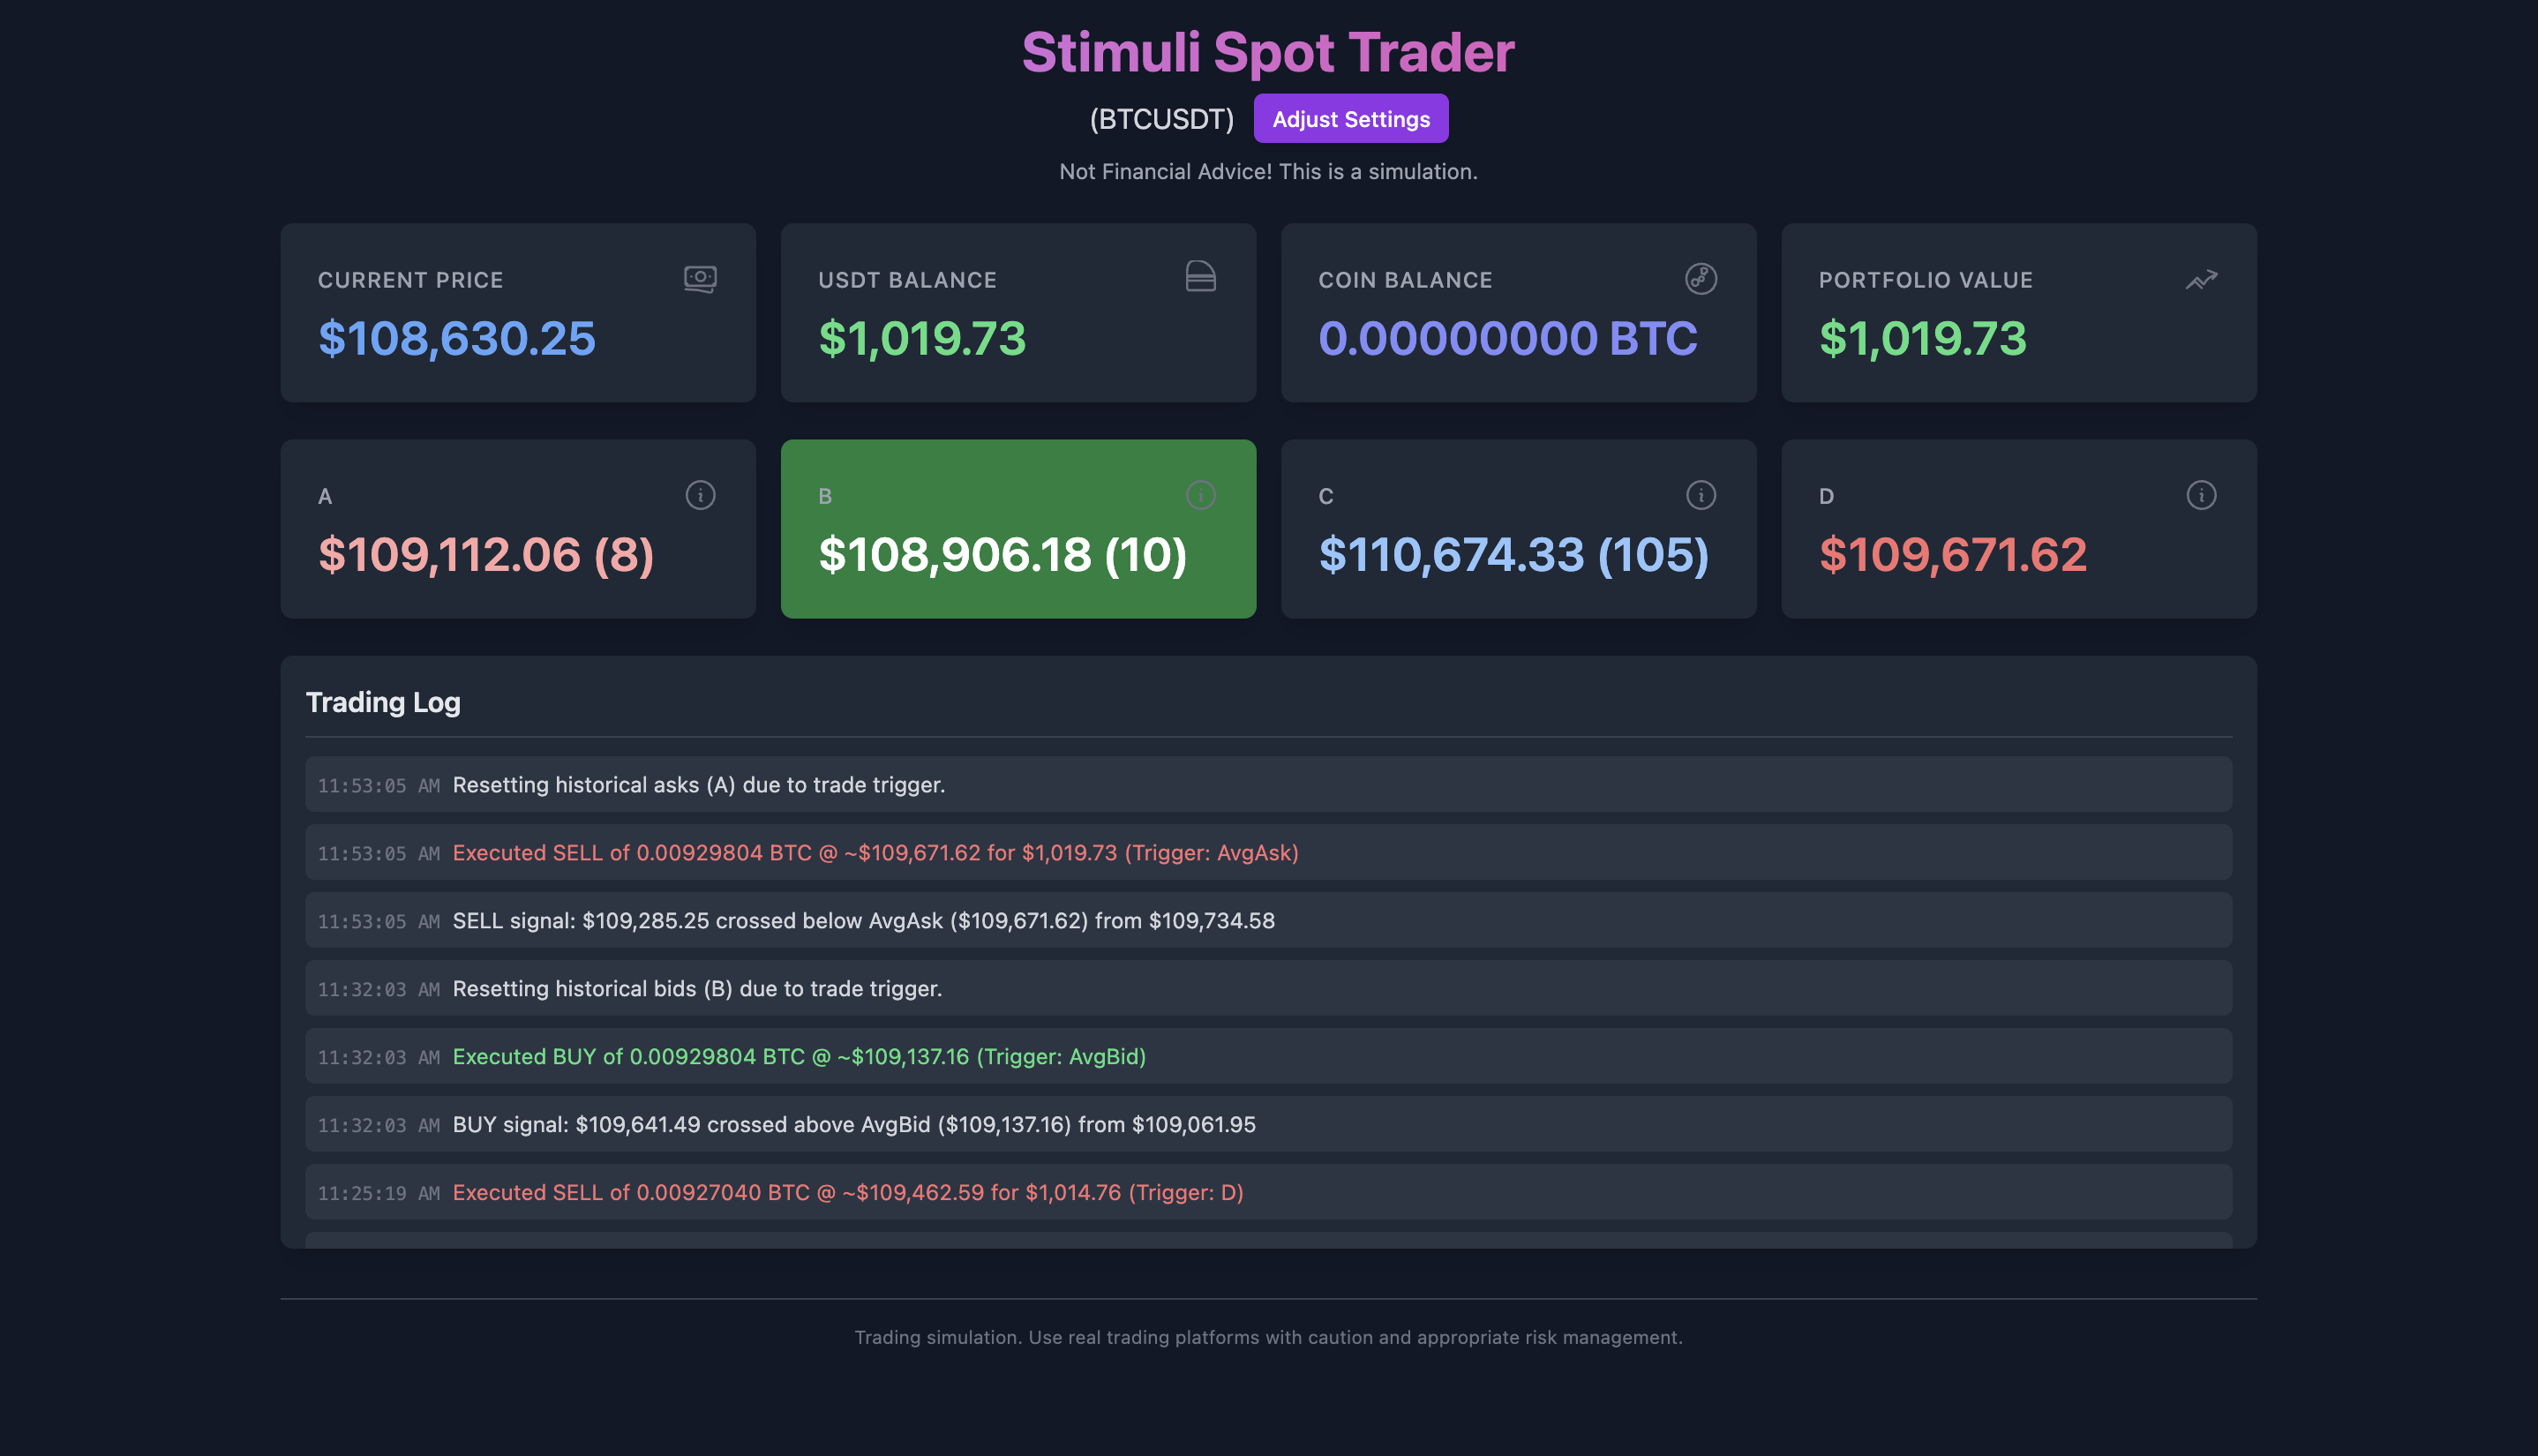 Stimuli Spot Trader
(BTCUSDT) Adjust Settings
Not Financial Advice! This is a simulation.
CURRENT PRICE
$108,630.25
USDT BALANCE
$1,019.73
COIN BALANCE
0.00000000 BTC
PORTFOLIO VALUE
$1,019.73
A
$109,112.06 (8)
B
$108,906.18 (10)
C
$110,674.33 (105)
D
$109,671.62
Trading Log
11:53:05 AM Resetting historical asks (A) due to trade trigger.
11:53:05 AM Executed SELL of 0.00929804 BTC @ ~$109,671.62 for $1,019.73 (Trigger: AvgAsk)
11:53:05 AM SELL signal: $109,285.25 crossed below AvgAsk ($109,671.62) from $109,734.58
11:32:03 AM Resetting historical bids (B) due to trade trigger.
11:32:03 AM Executed BUY of 0.00929804 BTC @ ~$109,137.16 (Trigger: AvgBid)
11:32:03 AM BUY signal: $109,641.49 crossed above AvgBid ($109,137.16) from $109,061.95
11:25:19 AM Executed SELL of 0.00927040 BTC @ ~$109,462.59 for $1,014.76 (Trigger: D)
Trading simulation. Use real trading platforms with caution and appropriate risk management.